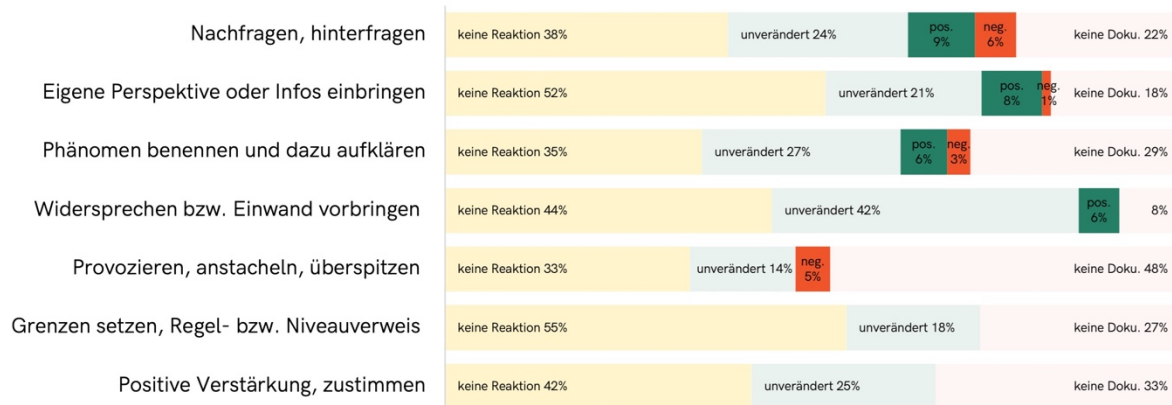 Nachfragen, hinterfragen
keine Reaktion 38%
unverändert 24%
pos.
9%
neg.
6%
keine Doku. 22%
Eigene Perspektive oder Infos einbringen
keine Reaktion 52%
unverändert 21%
pos.
8%
neg.
1%
keine Doku. 18%
Phänomen benennen und dazu aufklären
keine Reaktion 35%
unverändert 27%
pos.
6%
neg.
3%
keine Doku. 29%
Widersprechen bzw. Einwand vorbringen
keine Reaktion 44%
unverändert 42%
pos.
6%
8%
Provozieren, anstacheln, überspitzen
keine Reaktion 33%
unverändert 14%
neg.
5%
keine Doku. 48%
Grenzen setzen, Regel- bzw. Niveauverweis
keine Reaktion 55%
unverändert 18%
keine Doku. 27%
Positive Verstärkung, zustimmen
keine Reaktion 42%
unverändert 25%
keine Doku. 33%